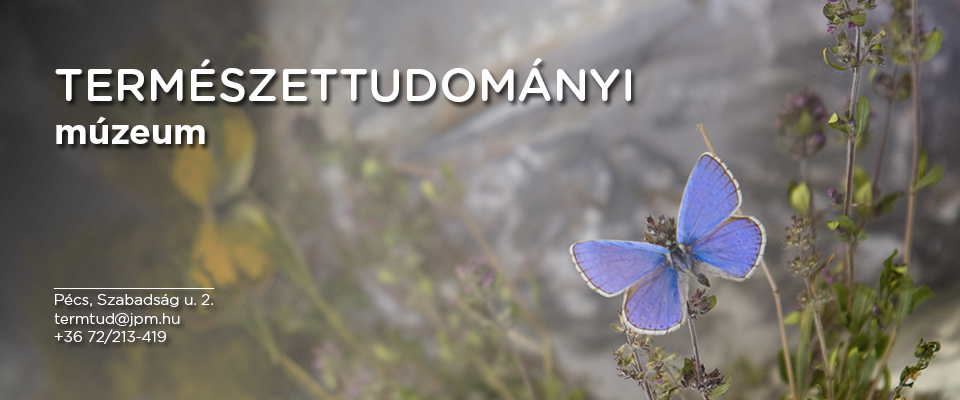 TERMÉSZETTUDOMÁNYI
múzeum
Pécs, Szabadság u. 2.
termtud@jpm.hu
+36 72/213-419